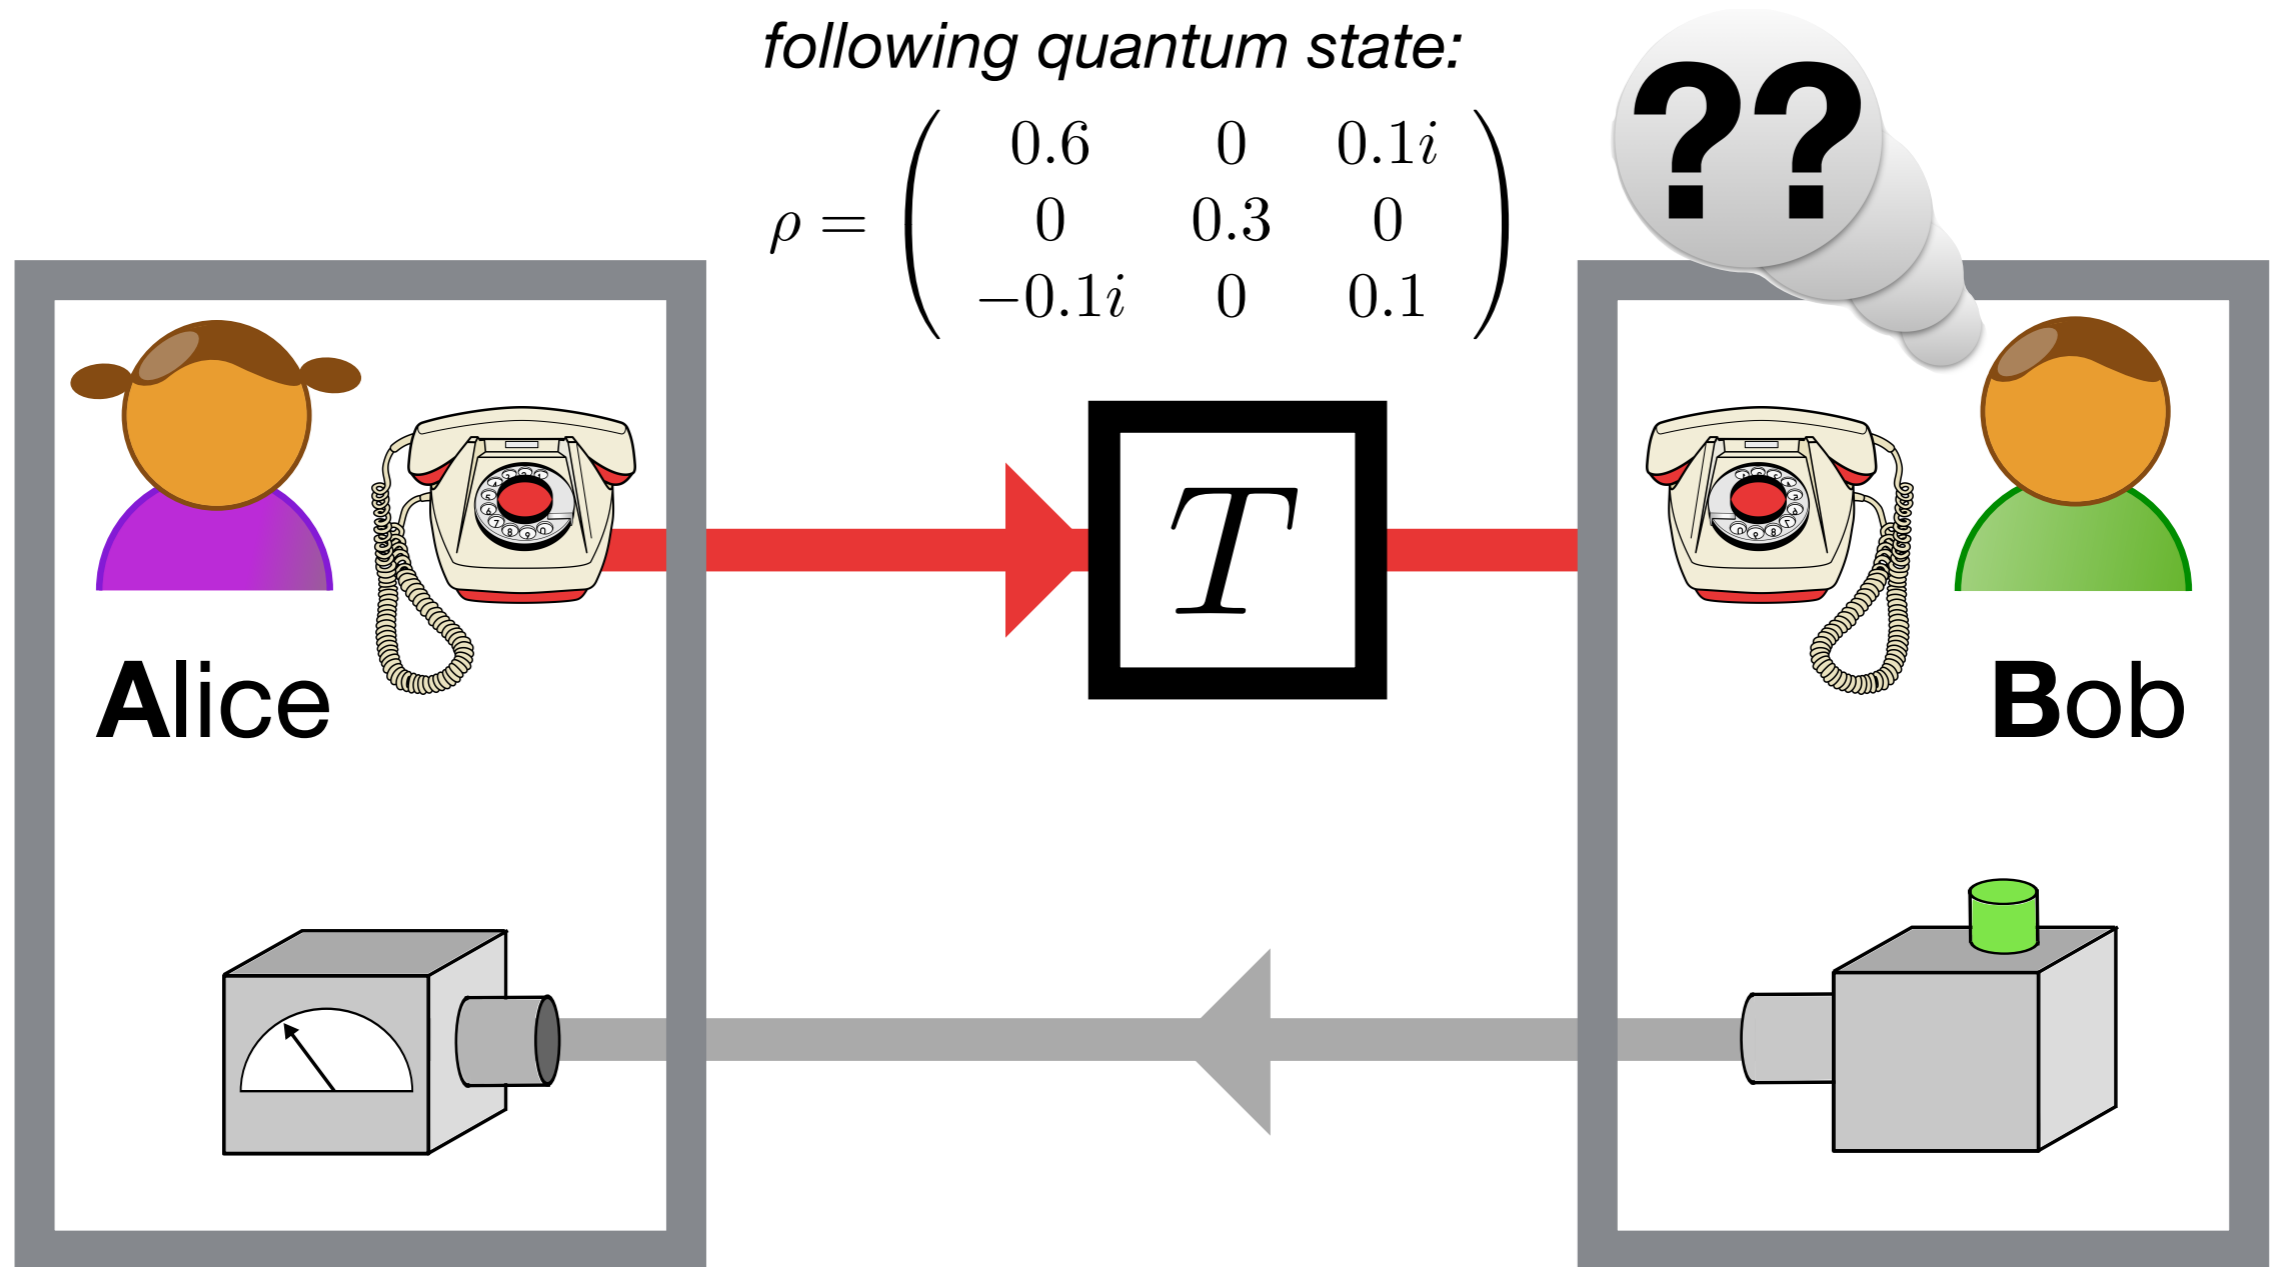 following quantum state:
ρ = ( 0.6 0 0.1i
0 0.3 0
−0.1i 0 0.1 )
??
T
Alice
Bob